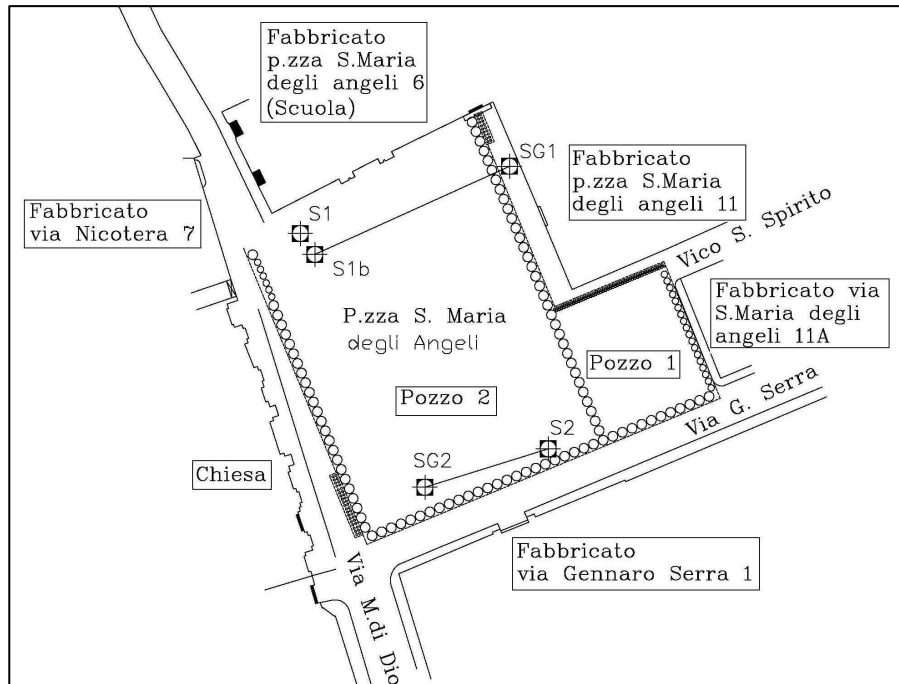 Fabbricato
p.zza S.Maria
degli angeli 6
(Scuola)
SG1
Fabbricato
p.zza S.Maria
degli angeli 11
Fabbricato
via Nicotera 7
S1
S1b
Vico S. Spirito
Fabbricato via
S.Maria degli
angeli 11A
P.zza S. Maria
degli Angeli
Pozzo 1
Pozzo 2
Via G. Serra
S2
SG2
Chiesa
Fabbricato
via Gennaro Serra 1
Via M.di Dio